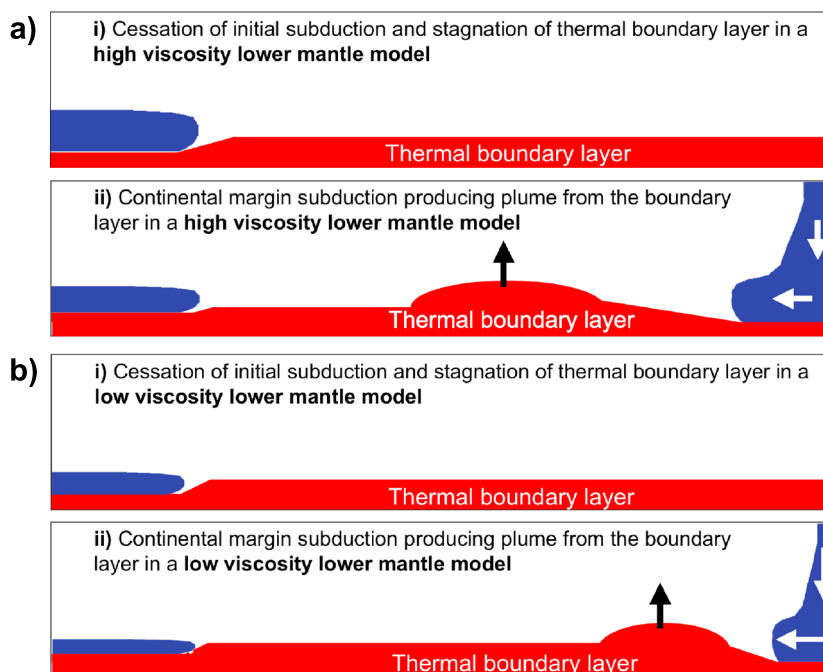 a)
i) Cessation of initial subduction and stagnation of thermal boundary layer in a
high viscosity lower mantle model
Thermal boundary layer
ii) Continental margin subduction producing plume from the boundary
layer in a high viscosity lower mantle model
Thermal boundary layer
b)
i) Cessation of initial subduction and stagnation of thermal boundary layer in a
low viscosity lower mantle model
Thermal boundary layer
ii) Continental margin subduction producing plume from the boundary
layer in a low viscosity lower mantle model
Thermal boundary layer